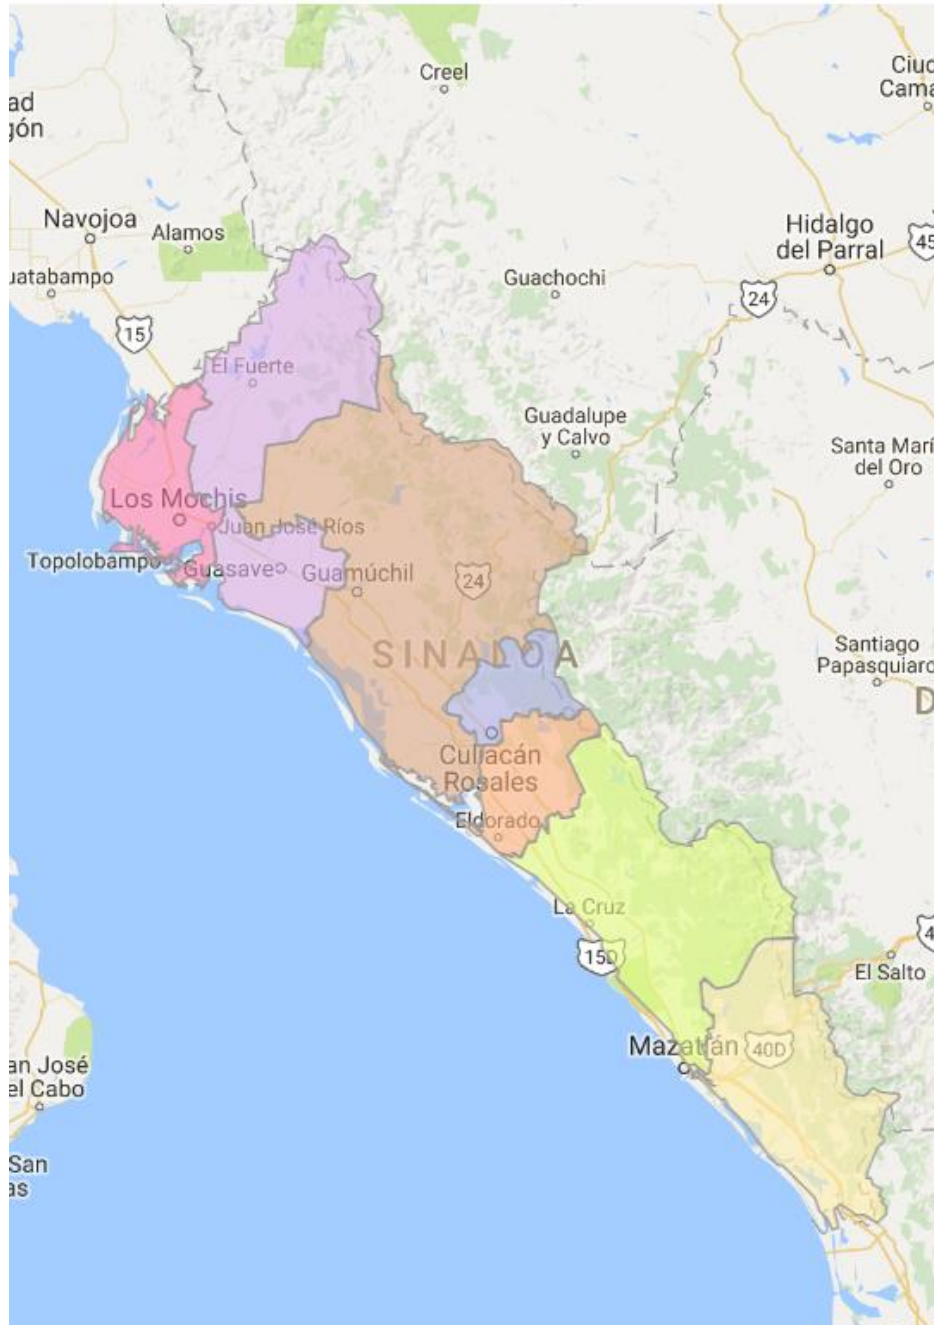 Creel
Ciud
Cama
ad
gón
Navojoa
Alamos
Hidalgo
del Parral
45
uatabampo
Guachochi
24
15
El Fuerte
Guadalupe
y Calvo
Santa Marí
del Oro
Los Mochis
Juan José Ríos
Topolobampo
Guasave
Guamúchil
24
SINALOA
Santiago
Papasquiaro
D
Culiacán
Rosales
Eldorado
La Cruz
15D
4
El Salto
Mazatlán
40D
an José
el Cabo
San
as